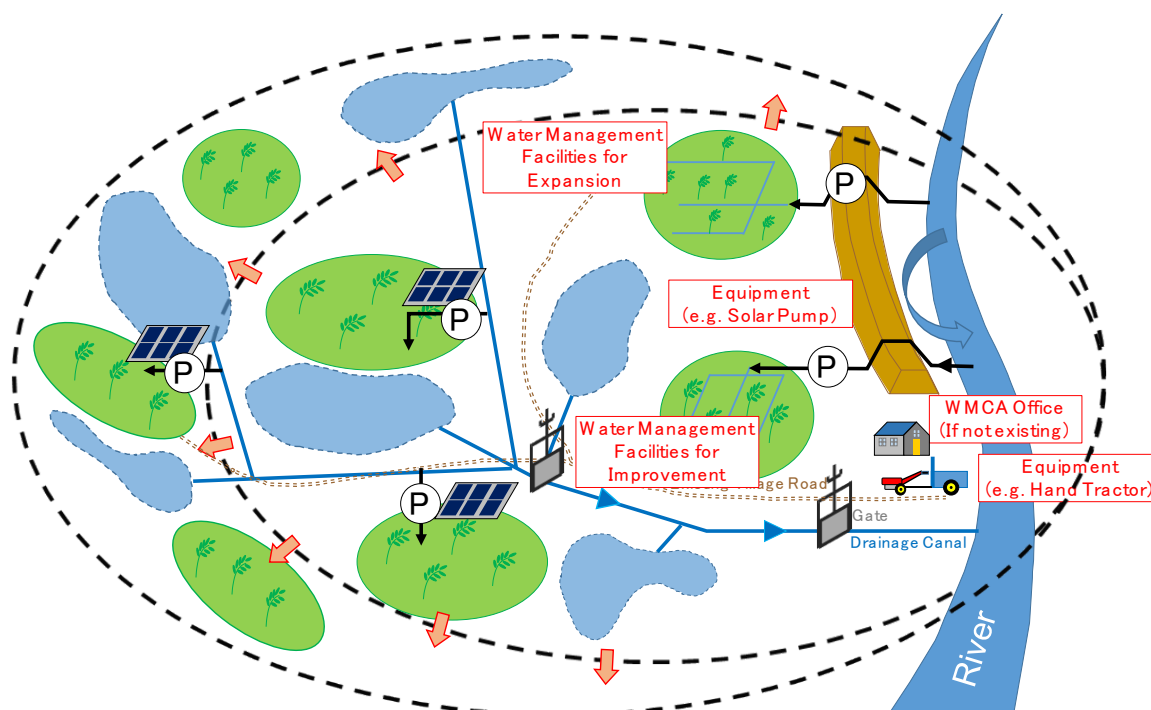 Water Management
Facilities for
Expansion
P
P
Equipment
(e.g. Solar Pump)
P
P
P
WMCA Office
(If not existing)
Water Management
Facilities for
Improvement
Equipment
(e.g. Hand Tractor)
Village Road
P
Gate
Drainage Canal
River